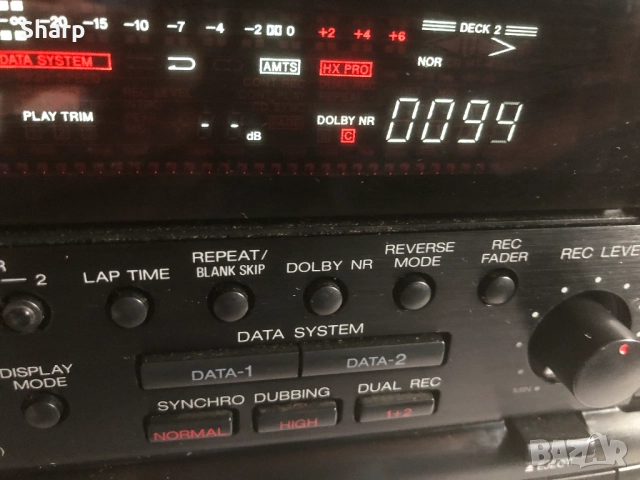 Sharp
-∞ -20 -15 -10 -7 -4 -2 0 +2 +4 +6
DECK 2
DATA SYSTEM AMTS HX PRO NOR
PLAY TRIM - - dB DOLBY NR C 0099
2 LAP TIME REPEAT/ BLANK SKIP DOLBY NR REVERSE MODE REC FADER REC LEVE
DATA SYSTEM
DATA-1 DATA-2
DISPLAY MODE
SYNCHRO DUBBING DUAL REC
NORMAL HIGH 1+2
MIN
BAZAR